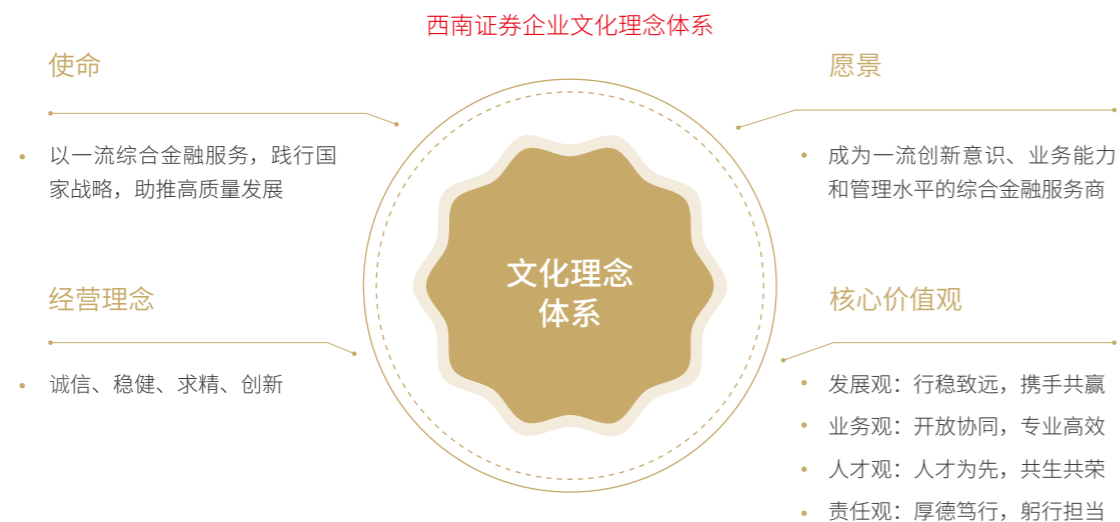 西南证券企业文化理念体系
使命
以一流综合金融服务，践行国
家战略，助推高质量发展
愿景
成为一流创新意识、业务能力
和管理水平的综合金融服务商
文化理念
体系
经营理念
诚信、稳健、求精、创新
核心价值观
发展观：行稳致远，携手共赢
业务观：开放协同，专业高效
人才观：人才为先，共生共荣
责任观：厚德笃行，躬行担当